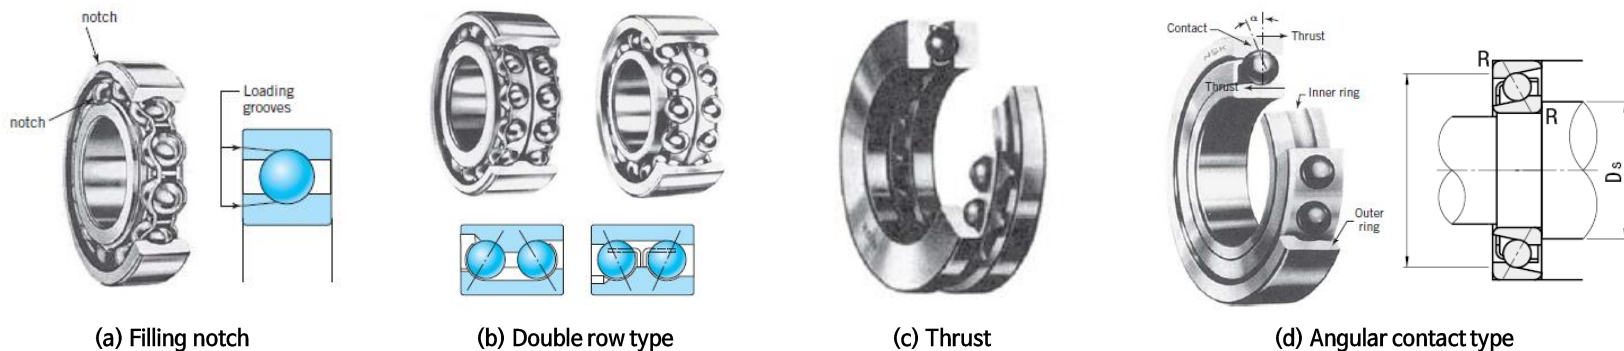 notch
notch
Loading
grooves
(a) Filling notch
(b) Double row type
(c) Thrust
NSK
Contact
α
Thrust
Thrust
Inner ring
Outer
ring
R
R
Ds
(d) Angular contact type